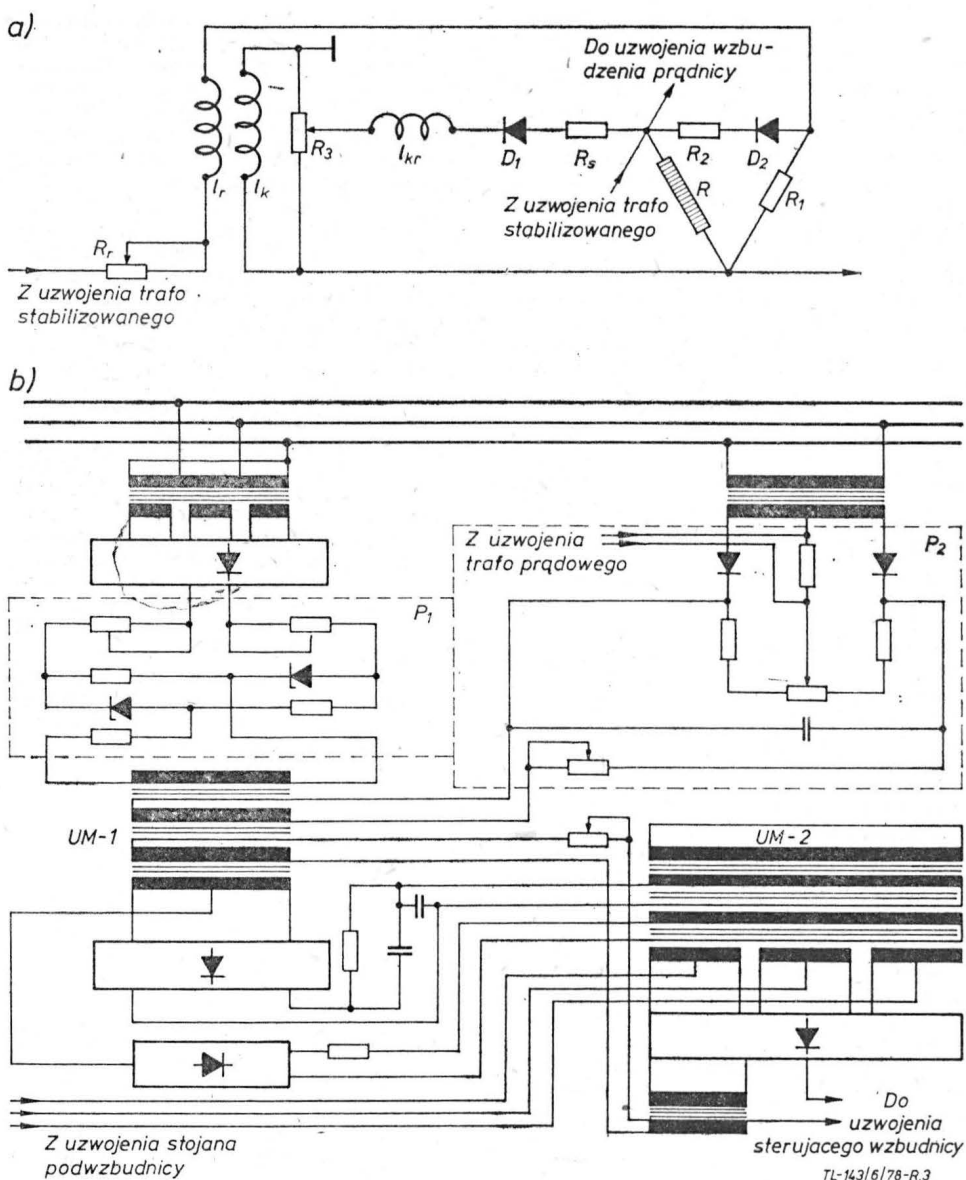 a)
Do uzwojenia wzbu-
dzenia prądnicy
R3
lkr
D1
Rs
R2
D2
lr
lk
R
R1
Z uzwojenia trafo
stabilizowanego
Rr
Z uzwojenia trafo
stabilizowanego
b)
Z uzwojenia
trafo prądowego
P2
P1
UM-1
UM-2
Do
uzwojenia
sterujacego wzbudnicy
Z uzwojenia stojana
podwzbudnicy
TL-143/6/78-R.3